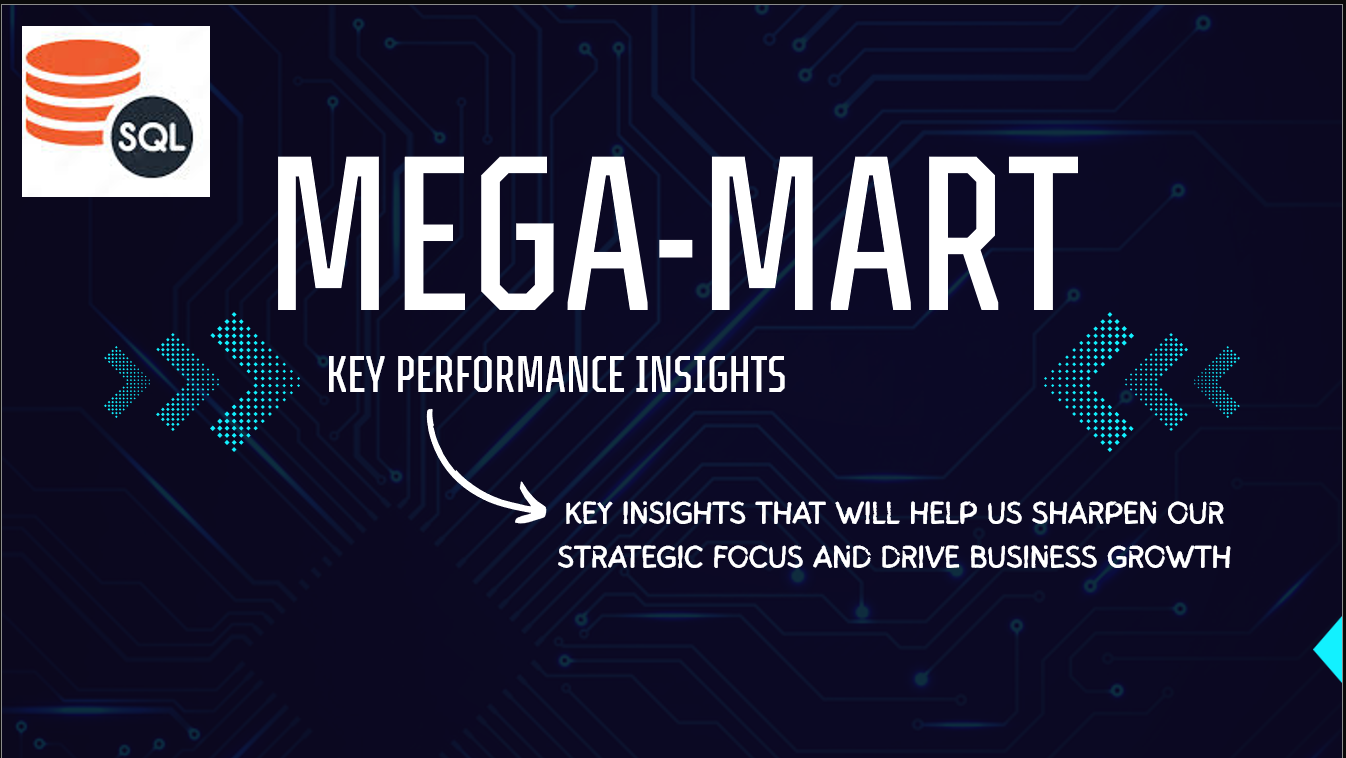 SQL
MEGA-MART
KEY PERFORMANCE INSIGHTS
KEY INSIGHTS THAT WILL HELP US SHARPEN OUR
STRATEGIC FOCUS AND DRIVE BUSINESS GROWTH